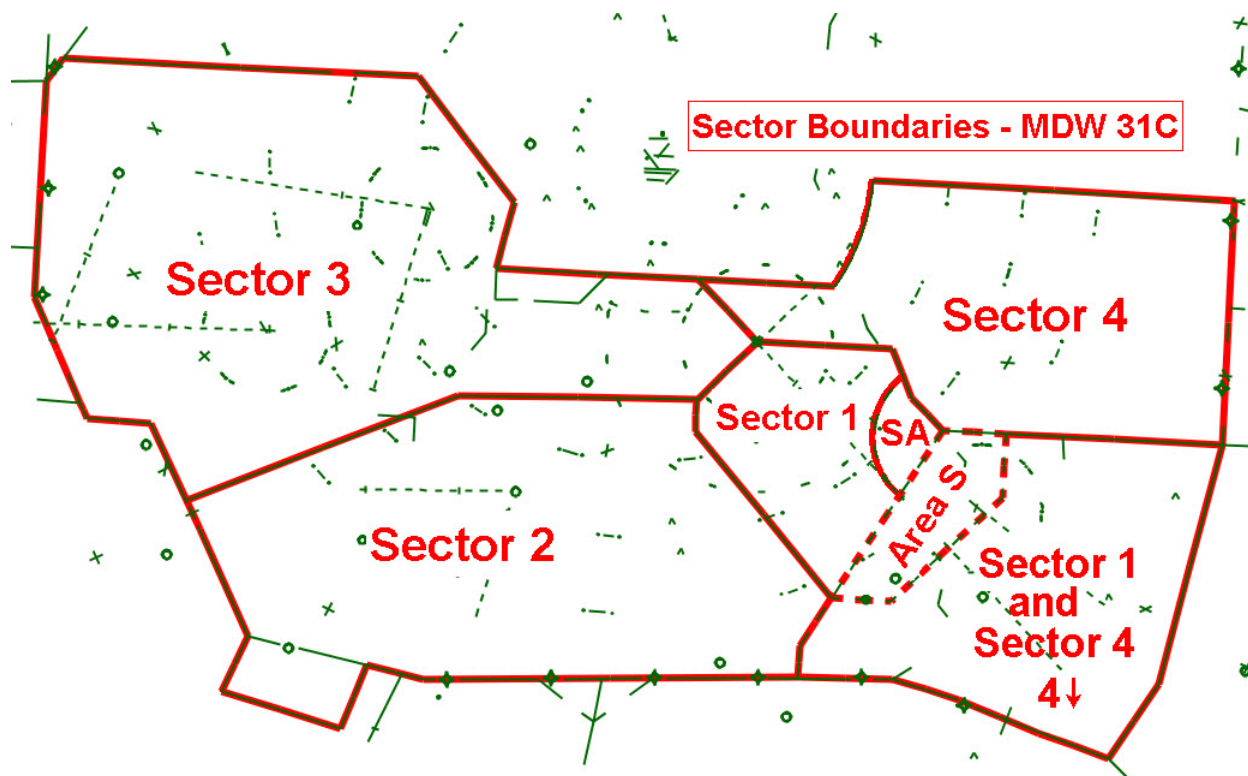 Sector Boundaries - MDW 31C
Sector 3
Sector 4
Sector 1
SA
Area S
Sector 2
Sector 1
and
Sector 4
4↓